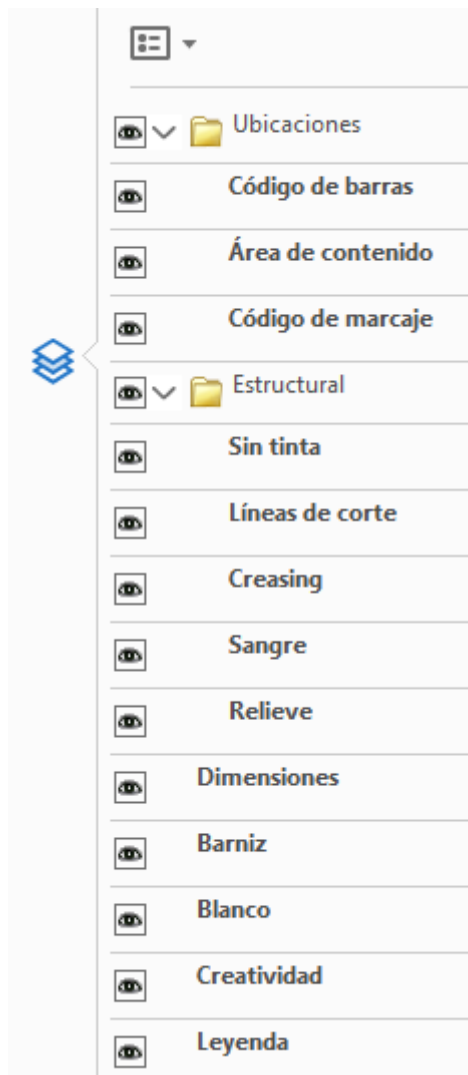 Ubicaciones
Código de barras
Área de contenido
Código de marcaje
Estructural
Sin tinta
Líneas de corte
Creasing
Sangre
Relieve
Dimensiones
Barniz
Blanco
Creatividad
Leyenda